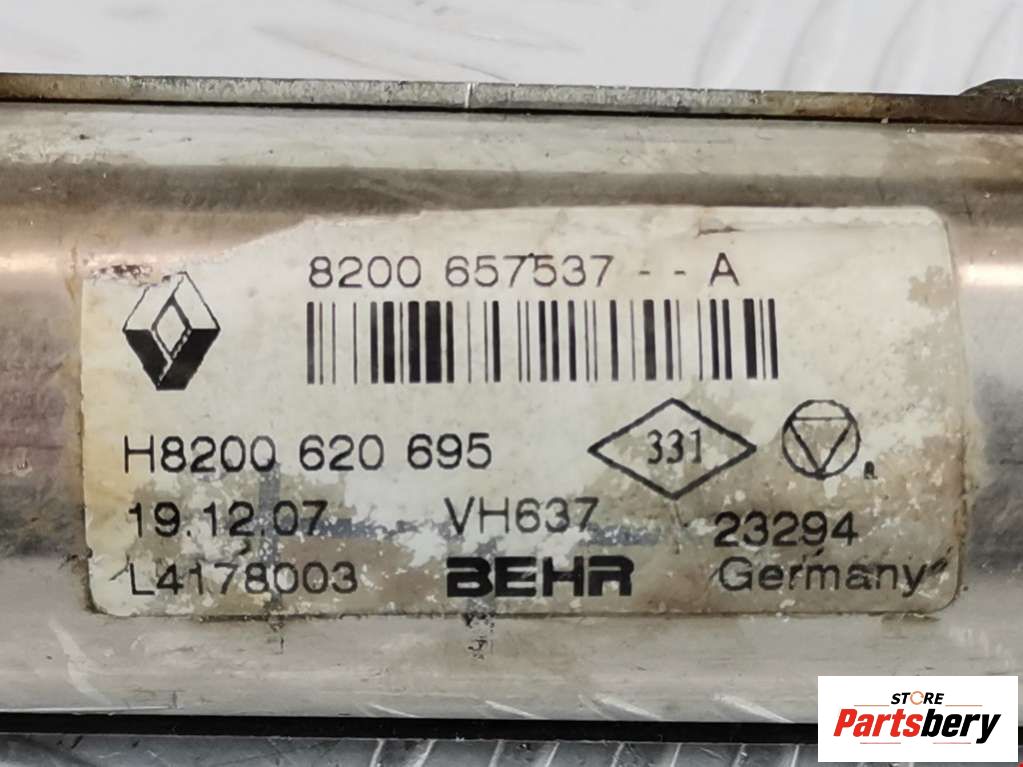 8200 657537 - - A
H8200 620 695
331
R
19.12.07 VH637 23294
L4178003 BEHR Germany
STORE
Partsbery